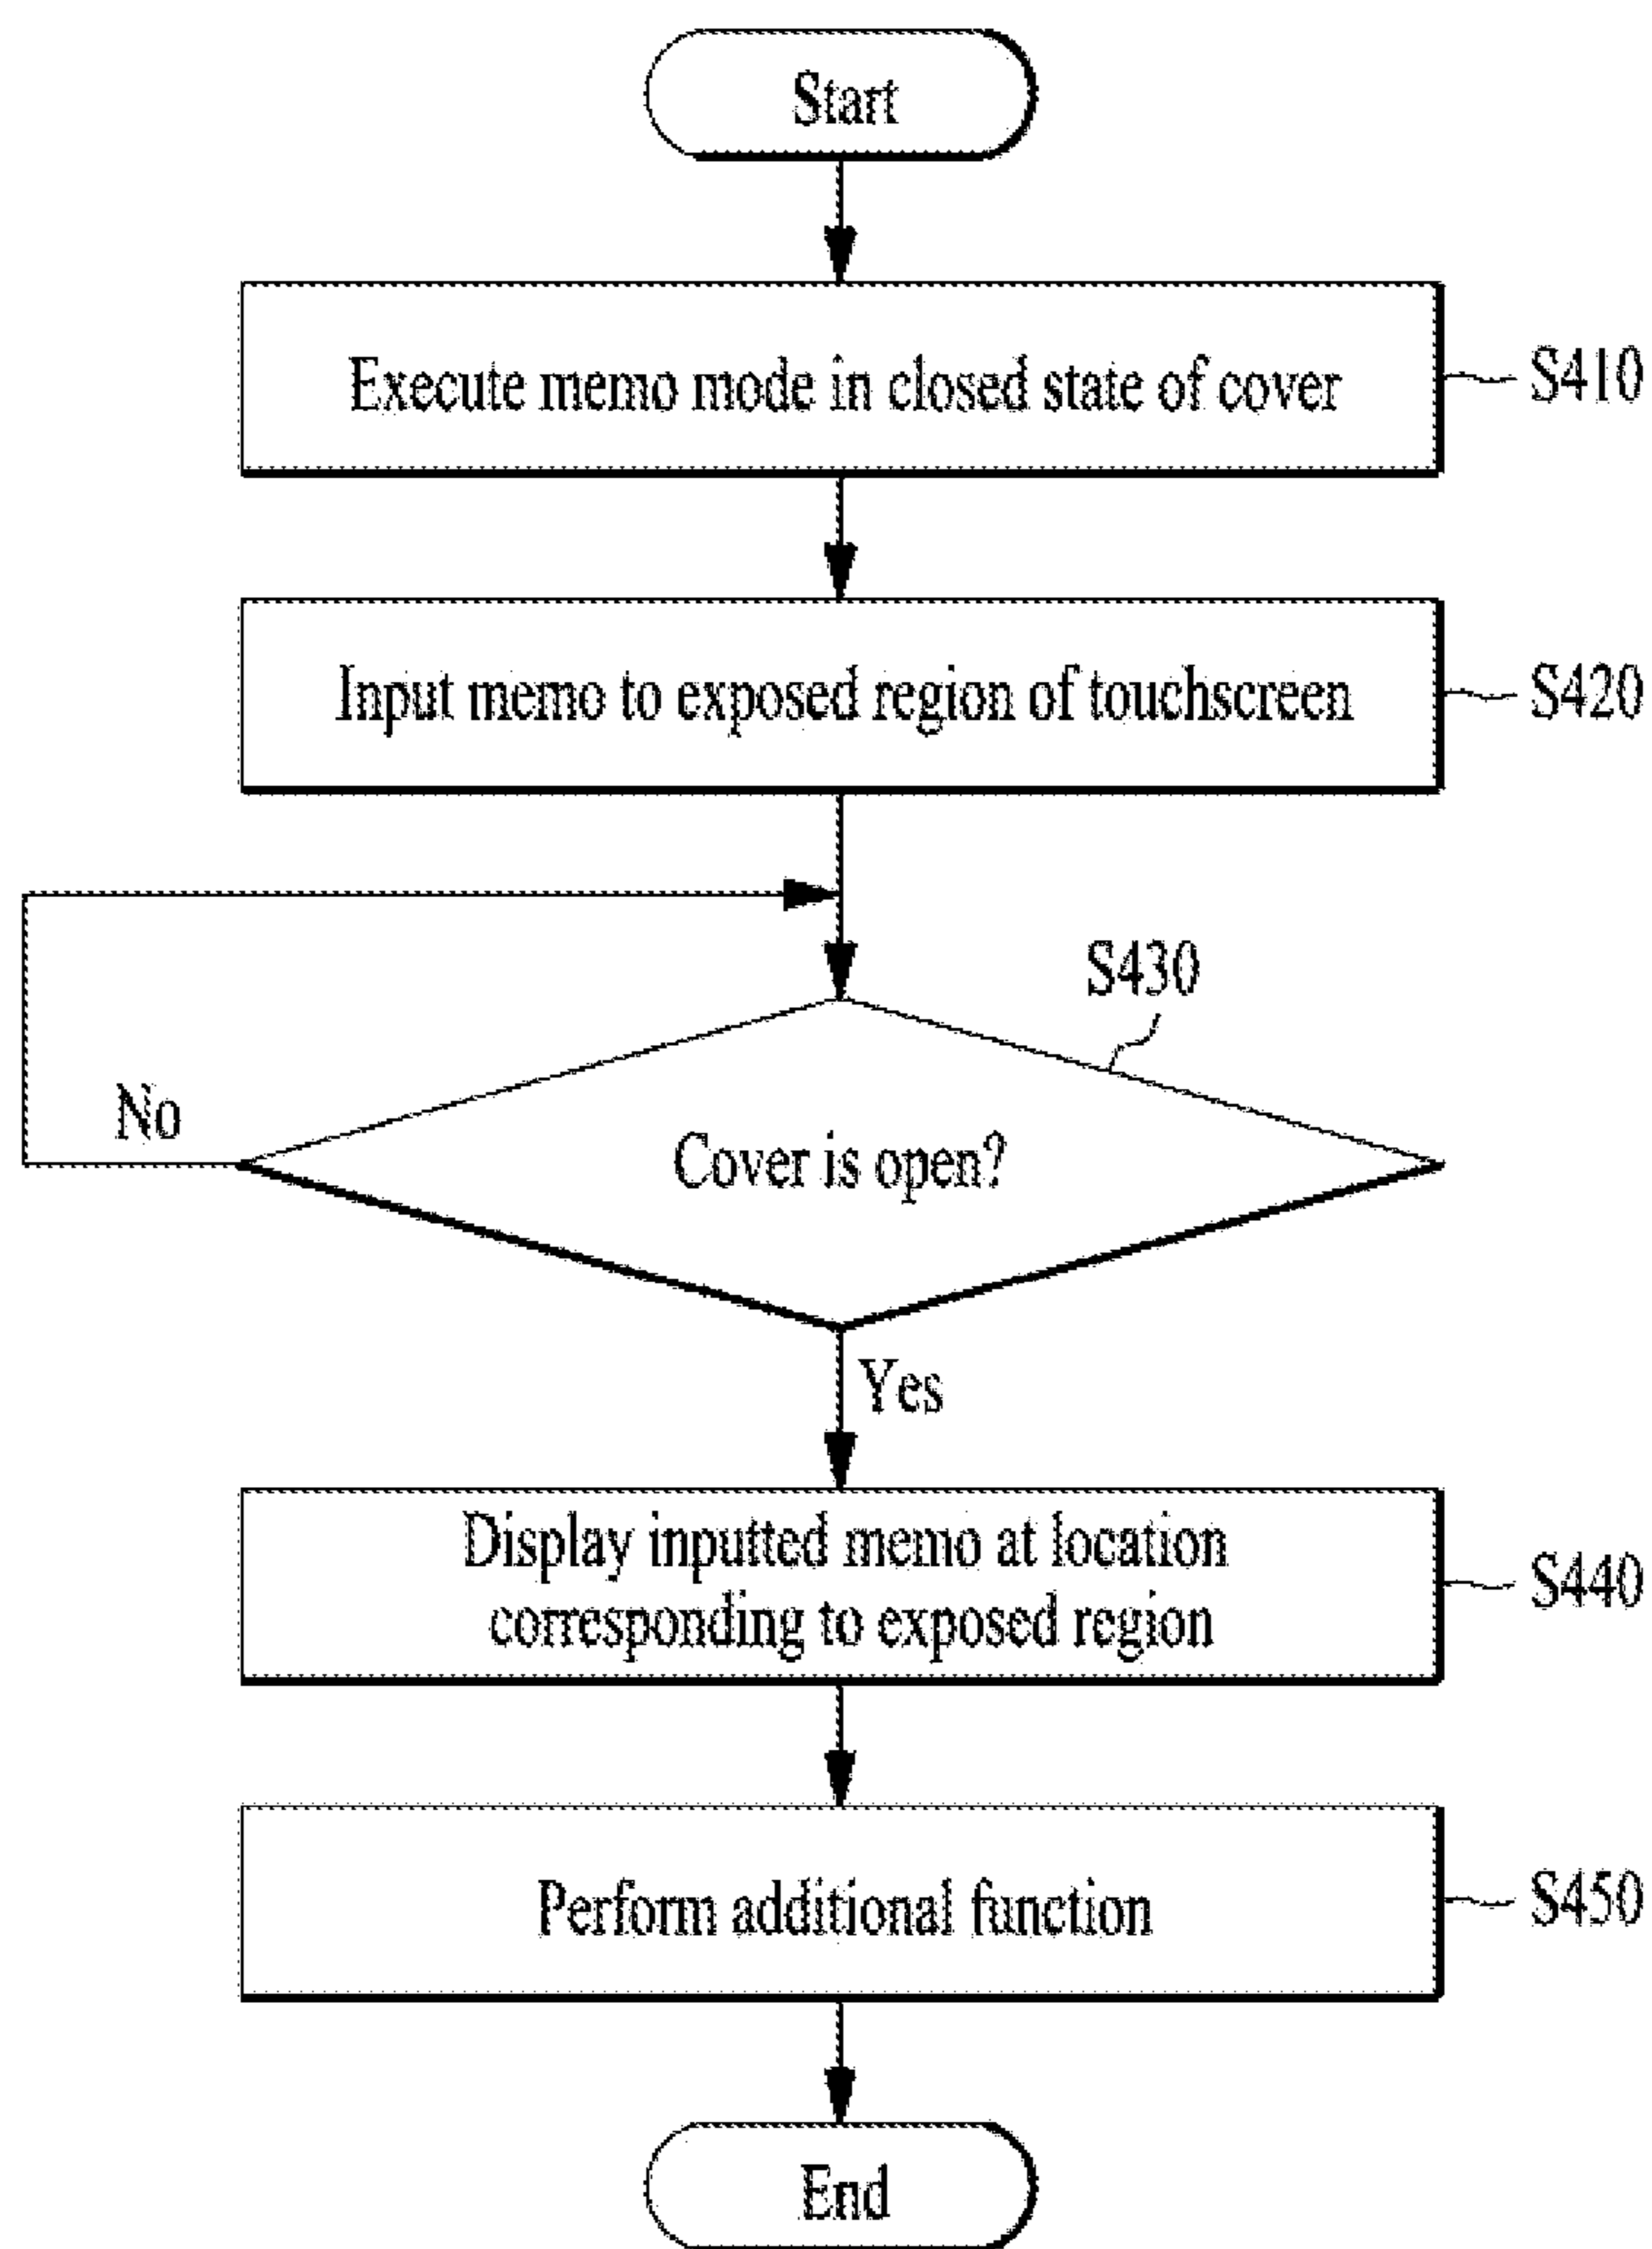 Start
Execute memo mode in closed state of cover
S410
Input memo to exposed region of touchscreen
S420
S430
No
Cover is open?
Yes
Display inputted memo at location
corresponding to exposed region
S440
Perform additional function
S450
End